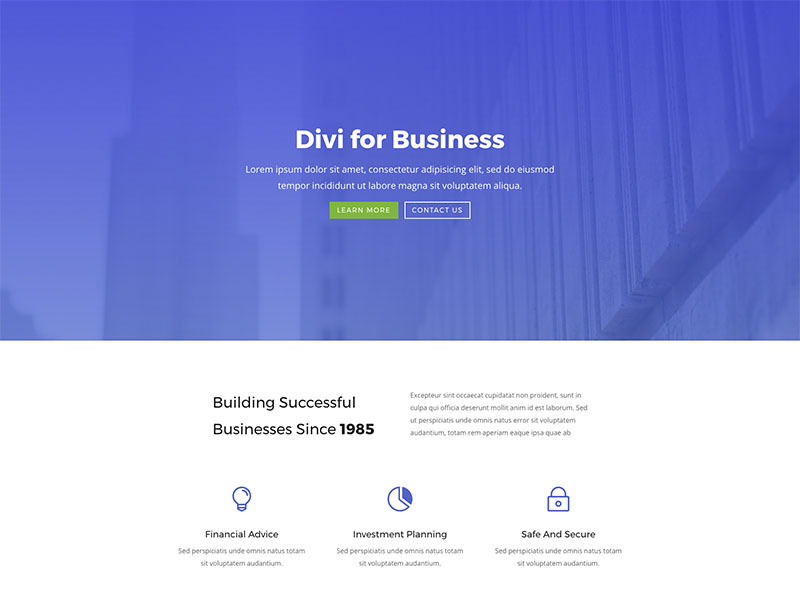 Divi for Business
Lorem ipsum dolor sit amet, consectetur adipisicing elit, sed do eiusmod
tempor incididunt ut labore magna sit voluptatem aliqua.
LEARN MORE
CONTACT US
Building Successful
Businesses Since 1985
Excepteur sint occaecat cupidatat non proident, sunt in
culpa qui officia deserunt mollit anim id est laborum. Sed
ut perspiciatis unde omnis natus error sit voluptatem
audantium, totam rem aperiam eaque ipsa quae ab
Financial Advice
Sed perspiciatis unde omnis natus totam
sit voluptatem audantium.
Investment Planning
Sed perspiciatis unde omnis natus totam
sit voluptatem audantium.
Safe And Secure
Sed perspiciatis unde omnis natus totam
sit voluptatem audantium.